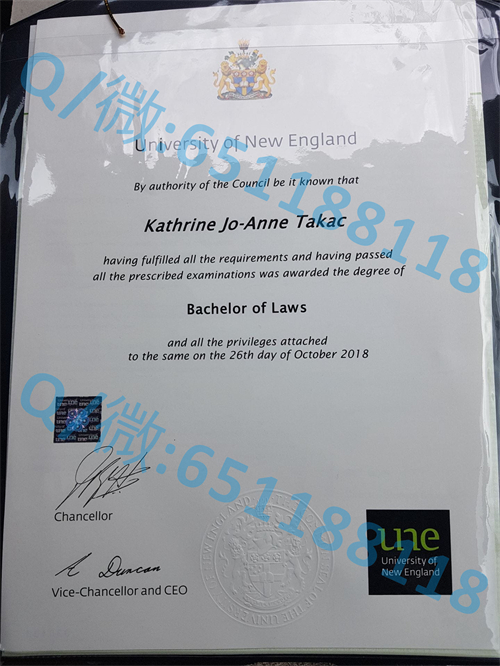 University of New England
By authority of the Council be it known that
Kathrine Jo-Anne Takac
having fulfilled all the requirements and having passed
all the prescribed examinations was awarded the degree of
Bachelor of Laws
and all the privileges attached
to the same on the 26th day of October 2018
Q/微:651188118
Q/微:651188118
Chancellor
A Duncan
Vice-Chancellor and CEO
une
University of
New England